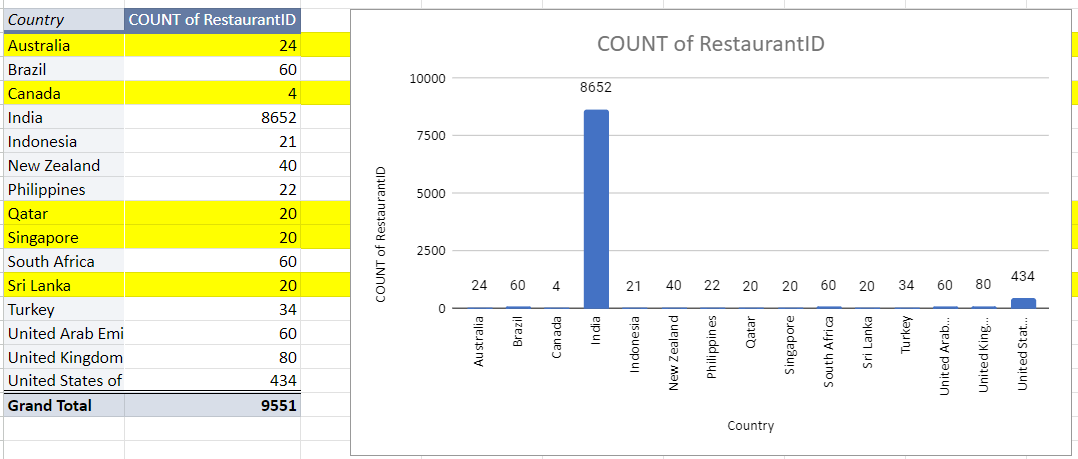 Country COUNT of RestaurantID
Australia 24
Brazil 60
Canada 4
India 8652
Indonesia 21
New Zealand 40
Philippines 22
Qatar 20
Singapore 20
South Africa 60
Sri Lanka 20
Turkey 34
United Arab Emi 60
United Kingdom 80
United States of 434
Grand Total 9551
COUNT of RestaurantID
COUNT of RestaurantID
10000
7500
5000
2500
0
24 60 4 8652 21 40 22 20 20 60 20 34 60 80 434
Australia
Brazil
Canada
India
Indonesia
New Zealand
Philippines
Qatar
Singapore
South Africa
Sri Lanka
Turkey
United Arab...
United King...
United Stat...
Country